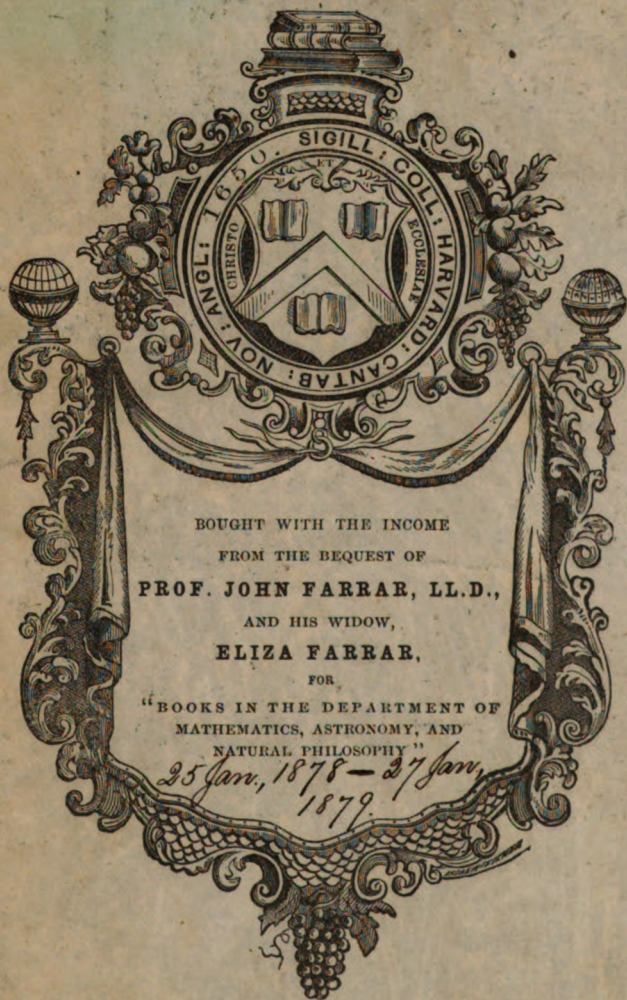 SIGILL: COLL: HARVARD: CANTAB: NOV: ANGL: 1650.
ET
CHRISTO
ECCLESIAE
BOUGHT WITH THE INCOME
FROM THE BEQUEST OF
PROF. JOHN FARRAR, LL.D.,
AND HIS WIDOW,
ELIZA FARRAR,
FOR
"BOOKS IN THE DEPARTMENT OF
MATHEMATICS, ASTRONOMY, AND
NATURAL PHILOSOPHY"
25 Jan., 1878 — 27 Jan,
1879.